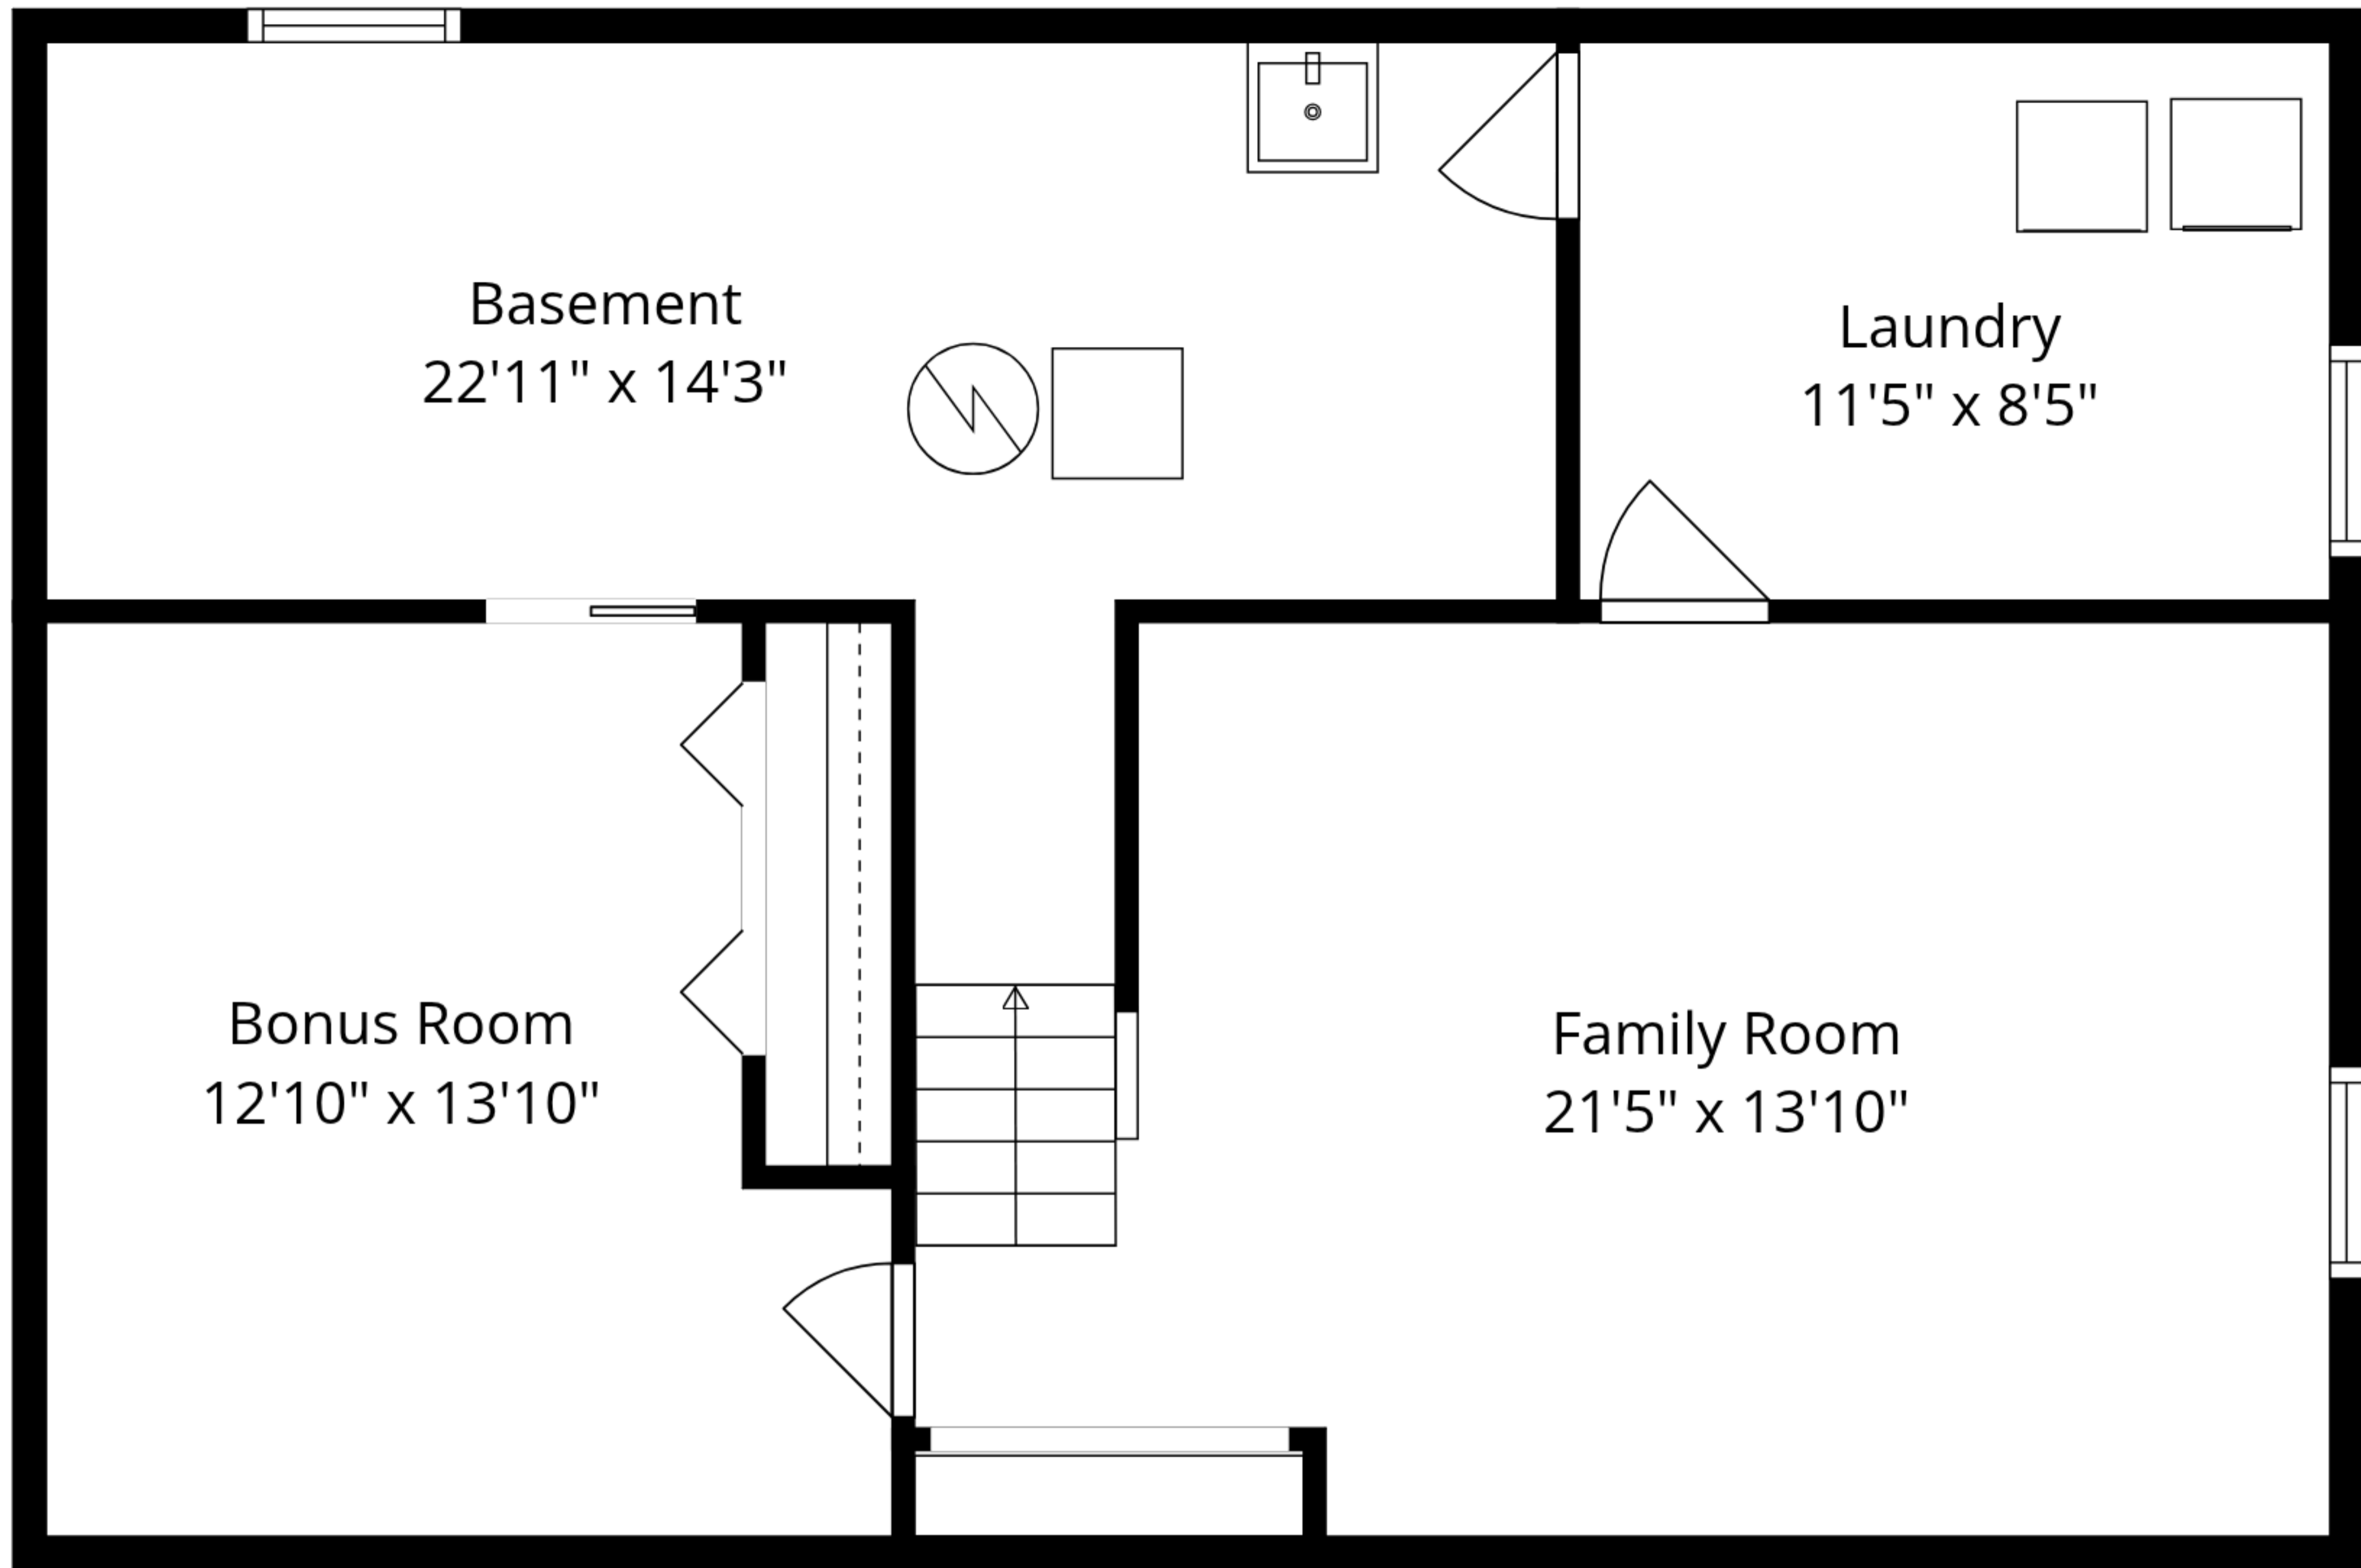 Basement
22'11" x 14'3"
Laundry
11'5" x 8'5"
Bonus Room
12'10" x 13'10"
Family Room
21'5" x 13'10"